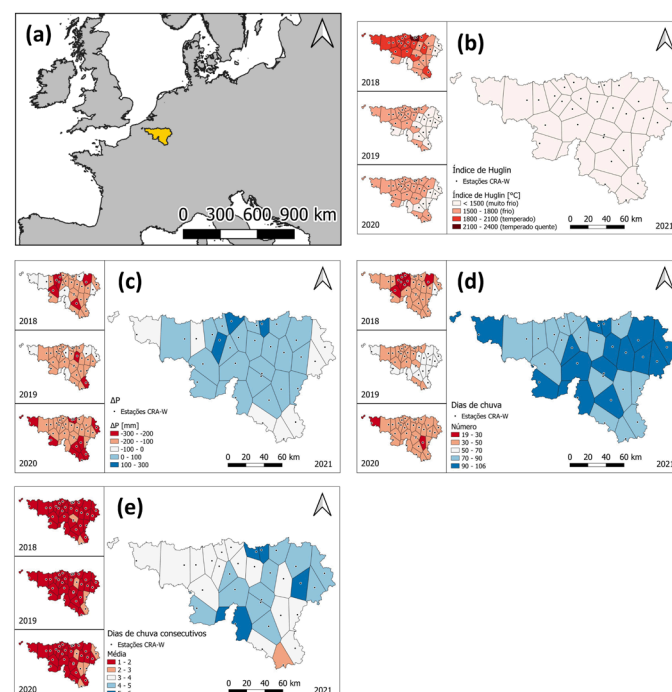 (a)
0 300 600 900 km
(b)
2018
2019
2020
Índice de Huglin
Estações CRA-W
Índice de Huglin [°C]
< 1500 (muito frio)
1500 - 1800 (frio)
1800 - 2100 (temperado)
2100 - 2400 (temperado quente)
0 20 40 60 km
2021
(c)
2018
2019
2020
ΔP
Estações CRA-W
ΔP [mm]
-300 - -200
-200 - -100
-100 - 0
0 - 100
100 - 300
0 20 40 60 km
2021
(d)
2018
2019
2020
Dias de chuva
Estações CRA-W
Número
19 - 30
30 - 50
50 - 70
70 - 90
90 - 106
0 20 40 60 km
2021
(e)
2018
2019
2020
Dias de chuva consecutivos
Estações CRA-W
Média
1 - 2
2 - 3
3 - 4
4 - 5
0 20 40 60 km
2021